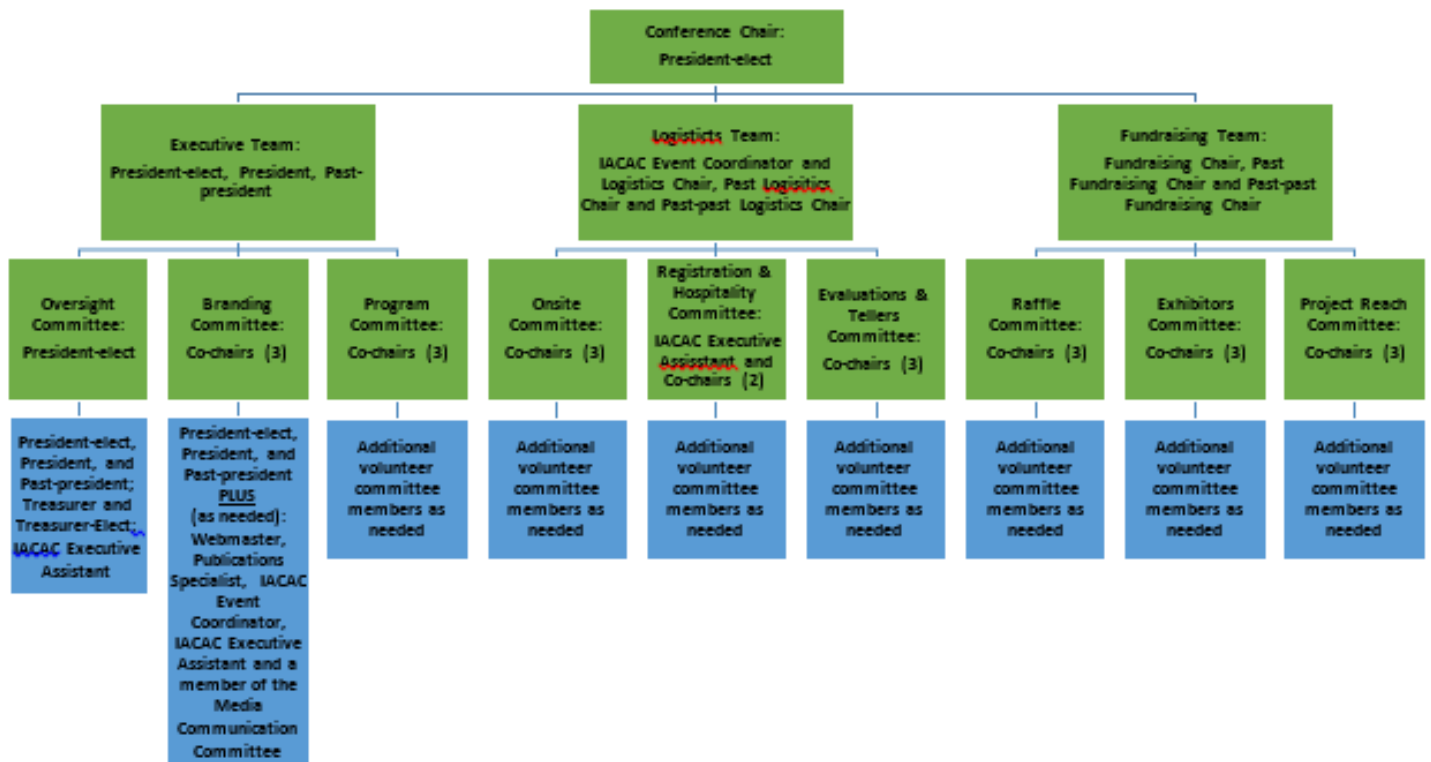 Conference Chair:
President-elect
Executive Team:
President-elect, President, Past-
president
Logisticts Team:
IACAC Event Coordinator and
Logistics Chair, Past Logisitics
Chair and Past-past Logistics Chair
Fundraising Team:
Fundraising Chair, Past
Fundraising Chair and Past-past
Fundraising Chair
Oversight
Committee:
President-elect
Branding
Committee:
Co-chairs (3)
Program
Committee:
Co-chairs (3)
Onsite
Committee:
Co-chairs (3)
Registration &
Hospitality
Committee:
IACAC Executive
Assisstant and
Co-chairs (2)
Evaluations &
Tellers
Committee:
Co-chairs (3)
Raffle
Committee:
Co-chairs (3)
Exhibitors
Committee:
Co-chairs (3)
Project Reach
Committee:
Co-chairs (3)
President-elect,
President, and
Past-president;
Treasurer and
Treasurer-Elect;
IACAC Executive
Assistant
President-elect,
President, and
Past-president
PLUS
(as needed):
Webmaster,
Publications
Specialist, IACAC
Event
Coordinator,
IACAC Executive
Assistant and a
member of the
Media
Communication
Committee
Additional
volunteer
committee
members as
needed
Additional
volunteer
committee
members as
needed
Additional
volunteer
committee
members as
needed
Additional
volunteer
committee
members as
needed
Additional
volunteer
committee
members as
needed
Additional
volunteer
committee
members as
needed
Additional
volunteer
committee
members as
needed